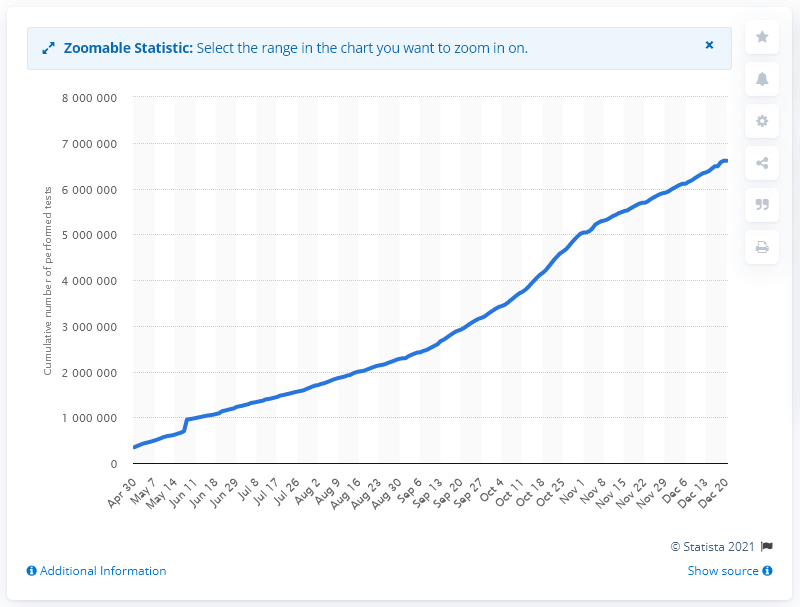 Zoomable Statistic: Select the range in the chart you want to zoom in on.
Cumulative number of performed tests
8 000 000
7 000 000
6 000 000
5 000 000
4 000 000
3 000 000
2 000 000
1 000 000
0
Apr 30
May 7
May 14
Jun 11
Jun 18
Jun 29
Jul 8
Jul 17
Jul 26
Aug 2
Aug 9
Aug 16
Aug 23
Aug 30
Sep 6
Sep 13
Sep 20
Sep 27
Oct 4
Oct 11
Oct 18
Oct 25
Nov 1
Nov 8
Nov 15
Nov 22
Nov 29
Dec 6
Dec 13
Dec 20
© Statista 2021
Additional Information
Show source